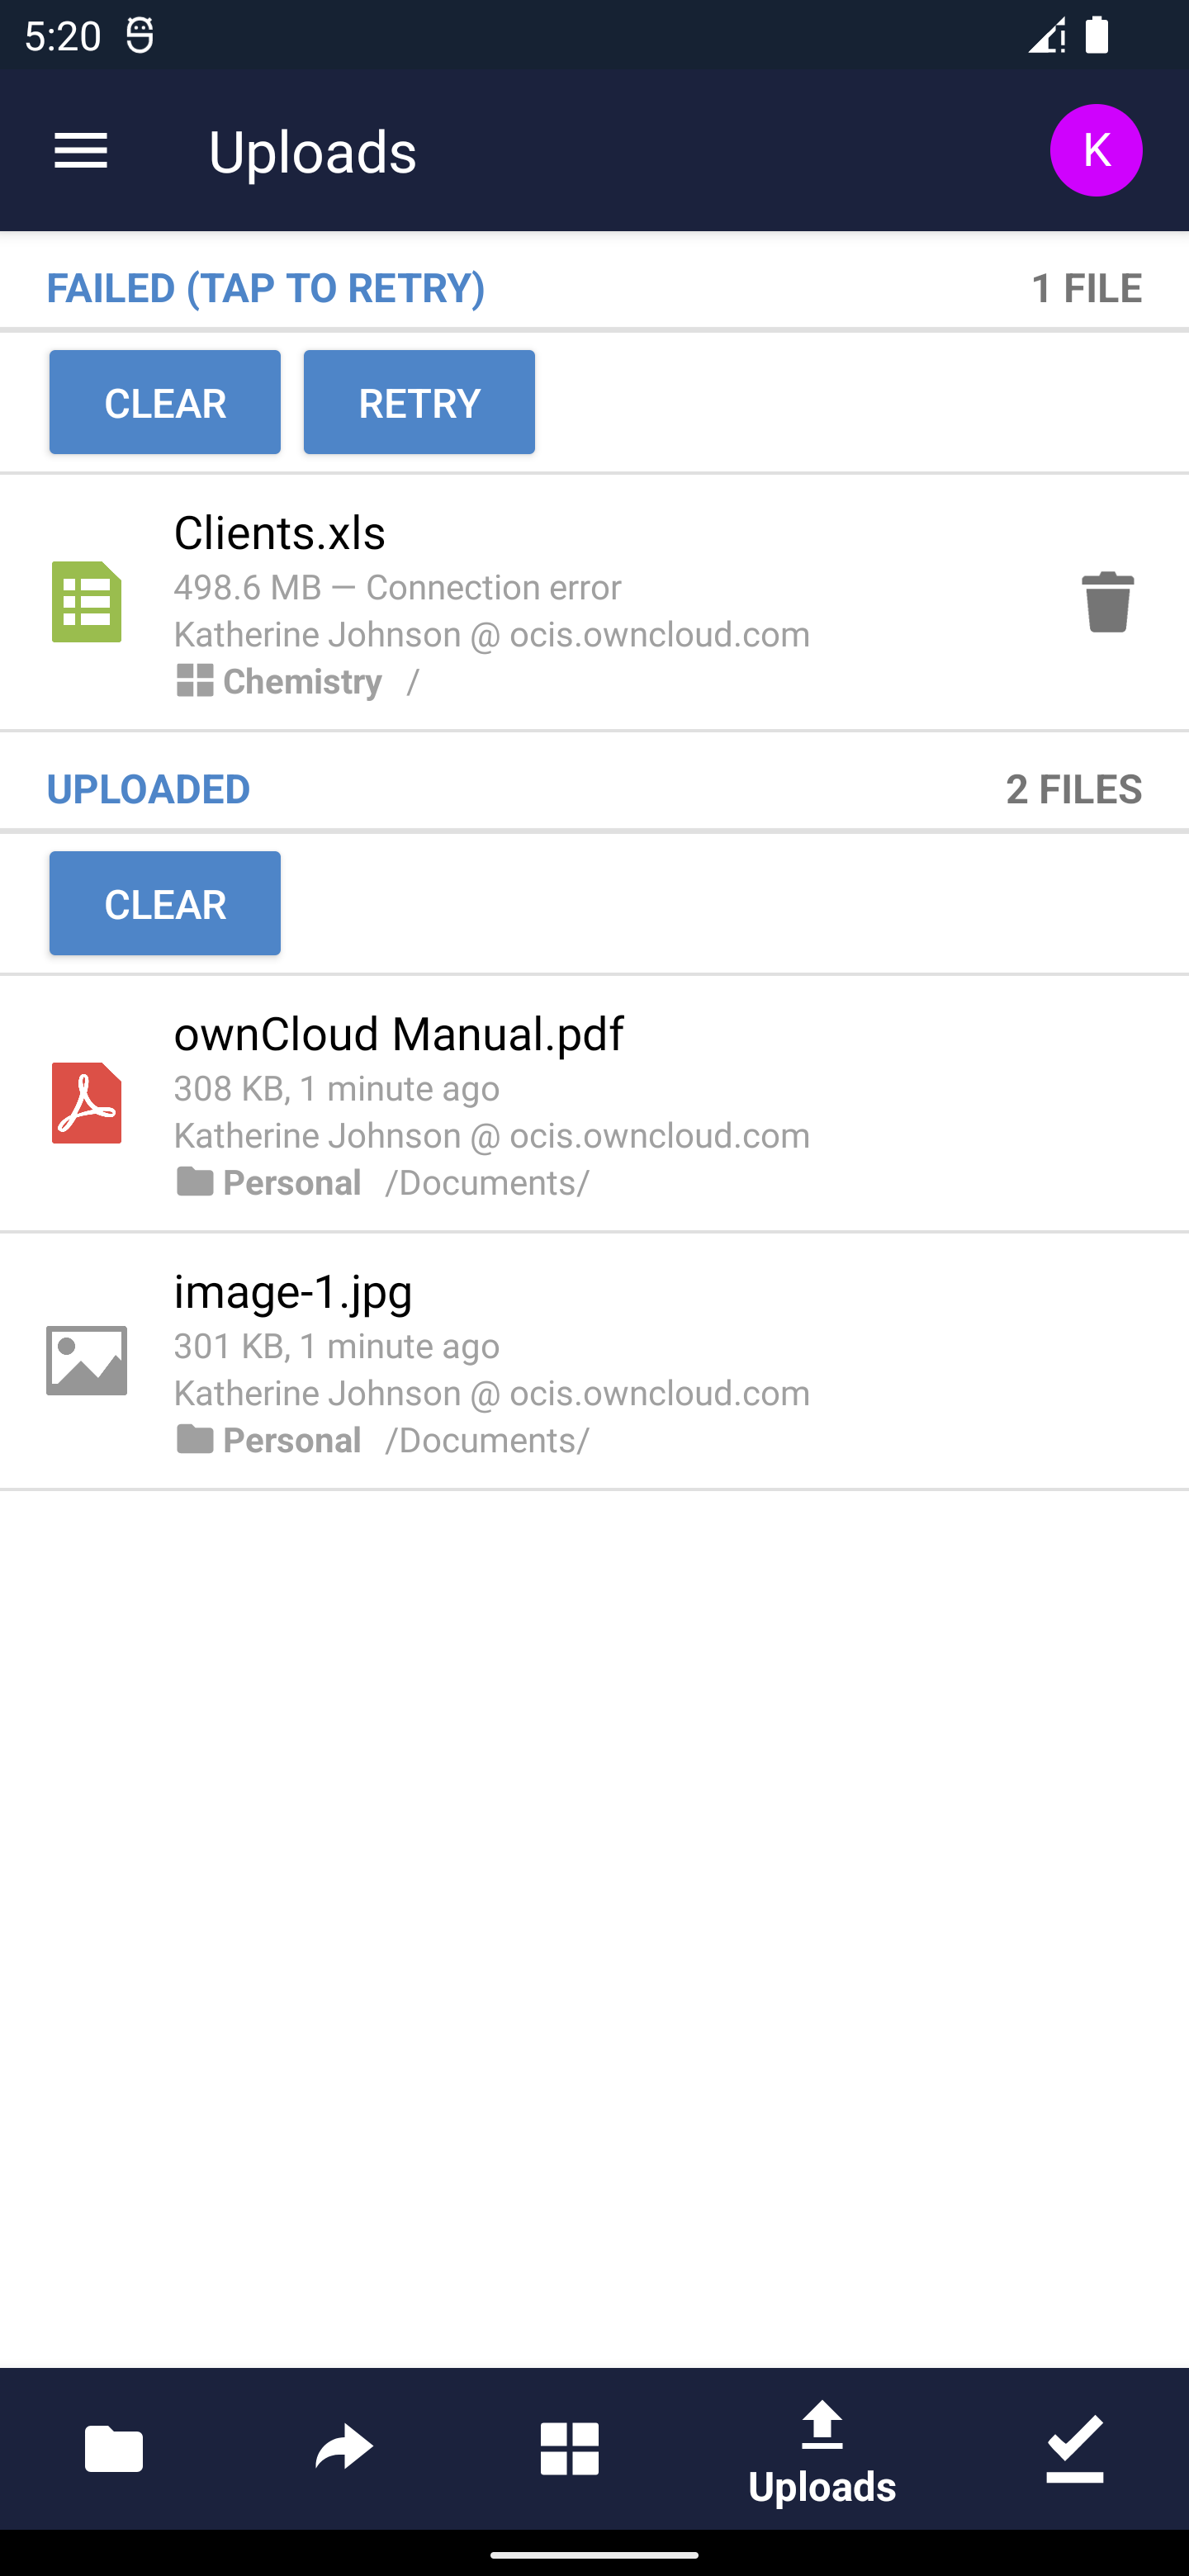 5:20
Uploads
K
FAILED (TAP TO RETRY) 1 FILE
CLEAR RETRY
Clients.xls
498.6 MB — Connection error
Katherine Johnson @ ocis.owncloud.com
Chemistry /
UPLOADED 2 FILES
CLEAR
ownCloud Manual.pdf
308 KB, 1 minute ago
Katherine Johnson @ ocis.owncloud.com
Personal /Documents/
image-1.jpg
301 KB, 1 minute ago
Katherine Johnson @ ocis.owncloud.com
Personal /Documents/
Uploads